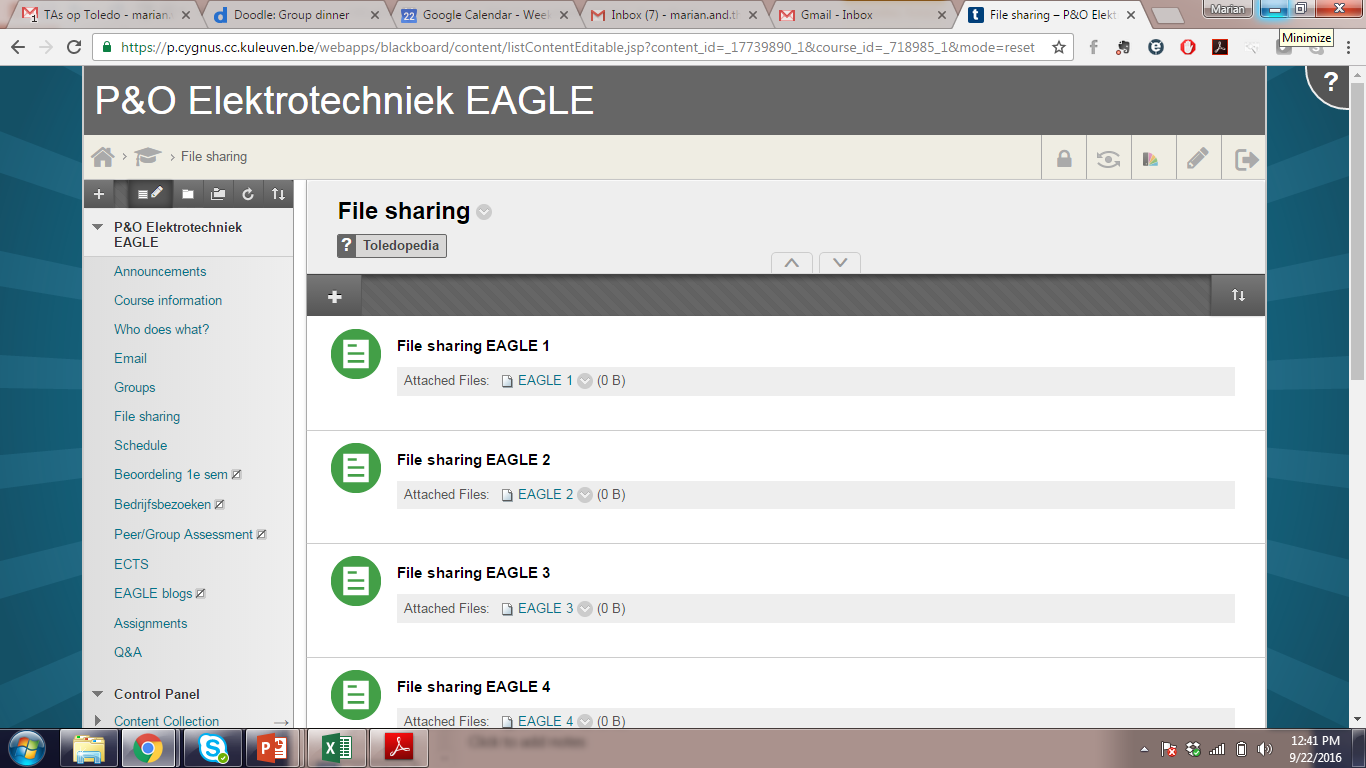 TAs op Toledo - marian.
Doodle: Group dinner
Google Calendar - Week
Inbox (7) - marian.and.th
Gmail - Inbox
File sharing – P&O Elekt
Marian
https://p.cygnus.cc.kuleuven.be/webapps/blackboard/content/listContentEditable.jsp?content_id=_17739890_1&course_id=_718985_1&mode=reset
Minimize
P&O Elektrotechniek EAGLE
?
File sharing
P&O Elektrotechniek
EAGLE
Announcements
Course information
Who does what?
Email
Groups
File sharing
Schedule
Beoordeling 1e sem
Bedrijfsbezoeken
Peer/Group Assessment
ECTS
EAGLE blogs
Assignments
Q&A
Control Panel
Content Collection
File sharing
? Toledopedia
File sharing EAGLE 1
Attached Files: EAGLE 1 (0 B)
File sharing EAGLE 2
Attached Files: EAGLE 2 (0 B)
File sharing EAGLE 3
Attached Files: EAGLE 3 (0 B)
File sharing EAGLE 4
Attached Files: EAGLE 4 (0 B)
Click to add notes
12:41 PM
9/22/2016